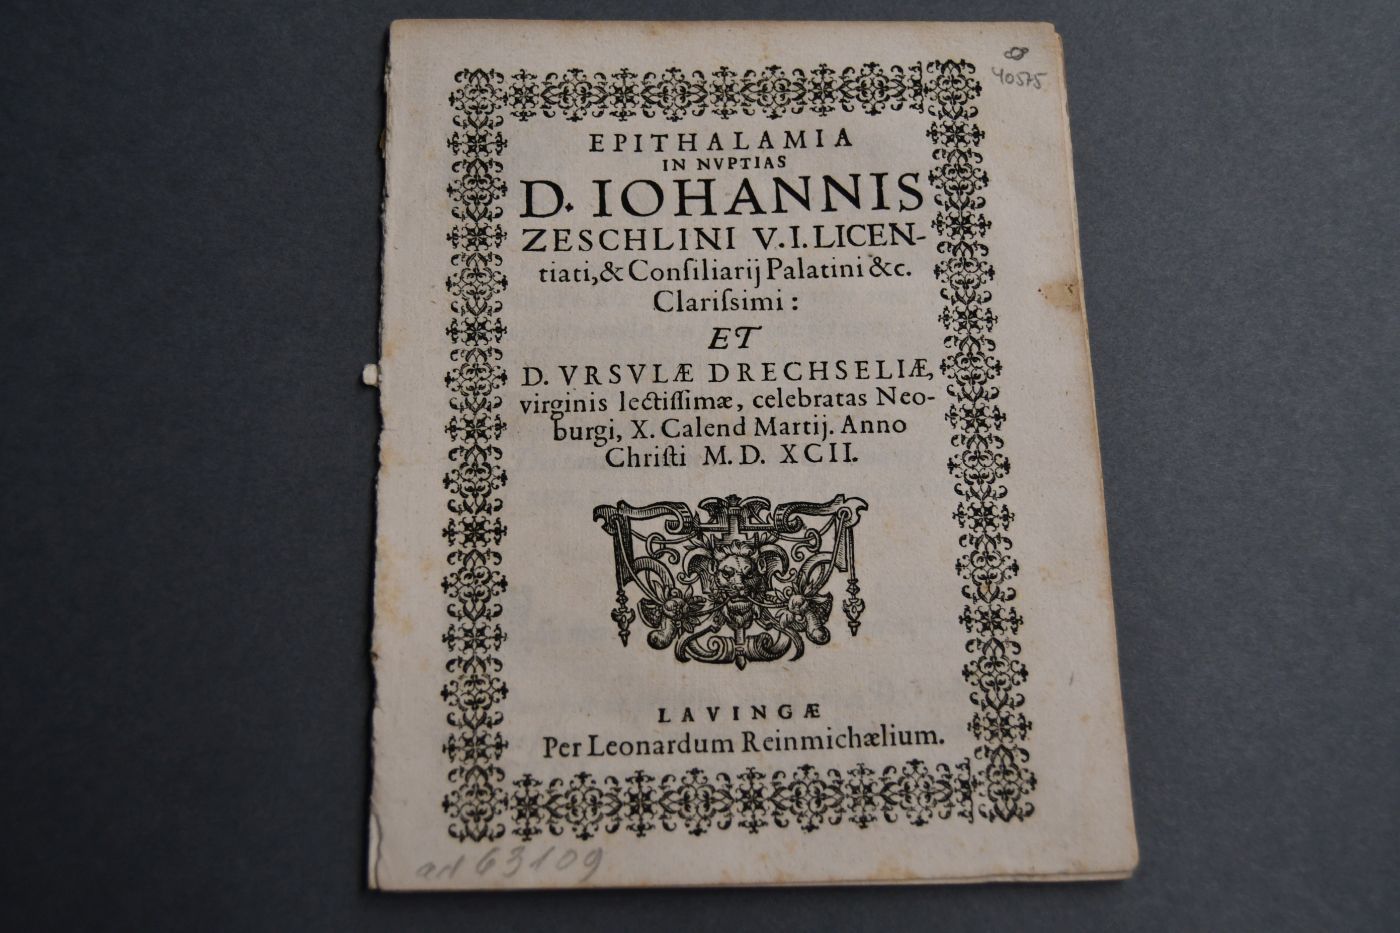 40575
EPITHALAMIA
IN NVPTIAS
D. IOHANNIS
ZESCHLINI V. I. LICEN-
tiati, & Conſiliarij Palatini &c.
Clariſsimi:
ET
D. VRSVLÆ DRECHSELIÆ,
virginis lectiſſimæ, celebratas Neo-
burgi, X. Calend Martij. Anno
Chriſti M. D. XCII.
LAVINGÆ
Per Leonardum Reinmichælium.
ad 63109